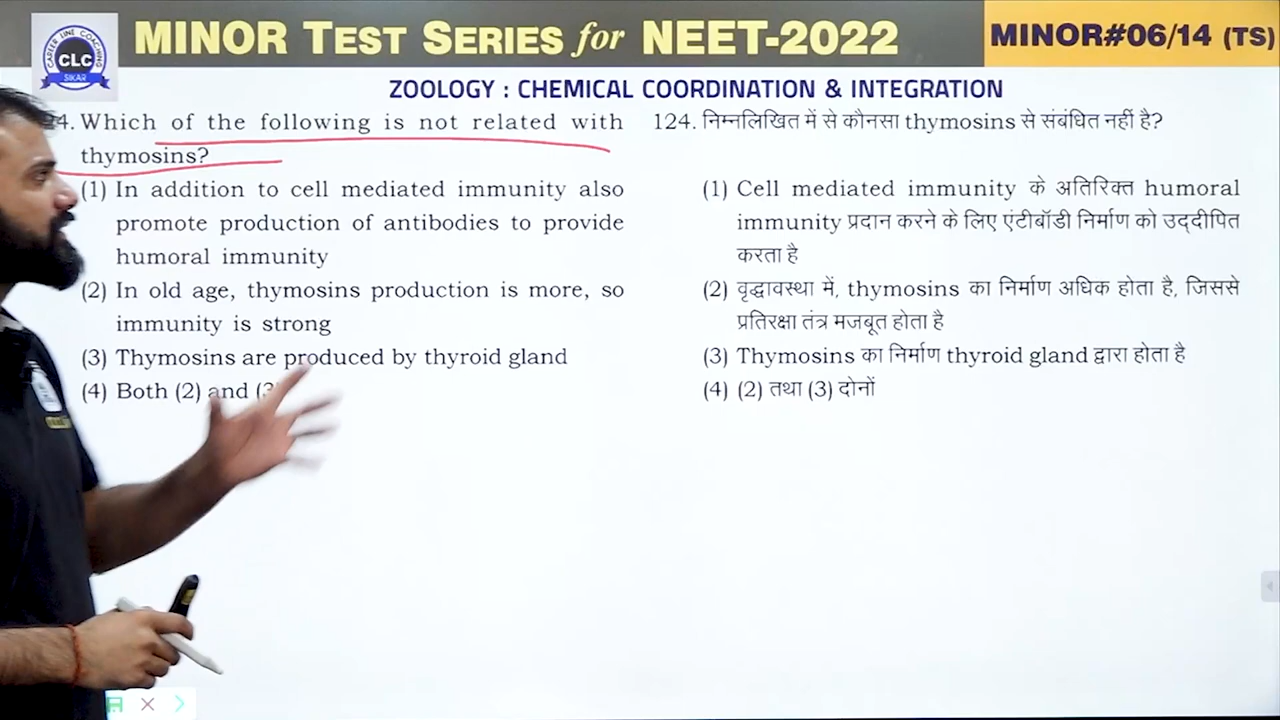 CAREER LINE COACHING
CLC
SIKAR
MINOR TEST SERIES for NEET-2022
MINOR#06/14 (TS)
ZOOLOGY : CHEMICAL COORDINATION & INTEGRATION
24. Which of the following is not related with
thymosins?
(1) In addition to cell mediated immunity also
promote production of antibodies to provide
humoral immunity
(2) In old age, thymosins production is more, so
immunity is strong
(3) Thymosins are produced by thyroid gland
(4) Both (2) and (3
124. निम्नलिखित में से कौनसा thymosins से संबंधित नहीं है?
(1) Cell mediated immunity के अतिरिक्त humoral
immunity प्रदान करने के लिए एंटीबॉडी निर्माण को उद्दीपित
करता है
(2) वृद्धावस्था में, thymosins का निर्माण अधिक होता है, जिससे
प्रतिरक्षा तंत्र मजबूत होता है
(3) Thymosins का निर्माण thyroid gland द्वारा होता है
(4) (2) तथा (3) दोनों